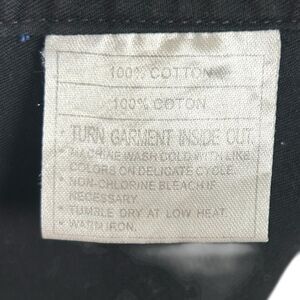 100% COTTON
100% COTON
• TURN GARMENT INSIDE OUT.
• MACHINE WASH COLD WITH LIKE
COLORS ON DELICATE CYCLE.
• NON-CHLORINE BLEACH IF
NECESSARY.
• TUMBLE DRY AT LOW HEAT.
• WARM IRON.